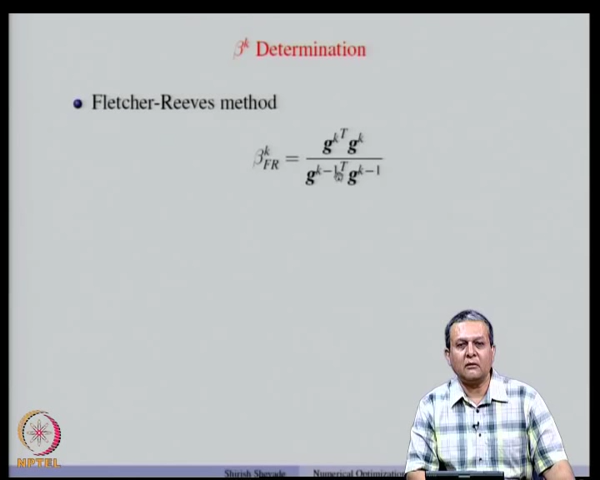 β^k Determination
Fletcher-Reeves method
β^k_FR = g^{k^T} g^k / g^{k-1^T} g^{k-1}
NPTEL
Shirish Shevade Numerical Optimization